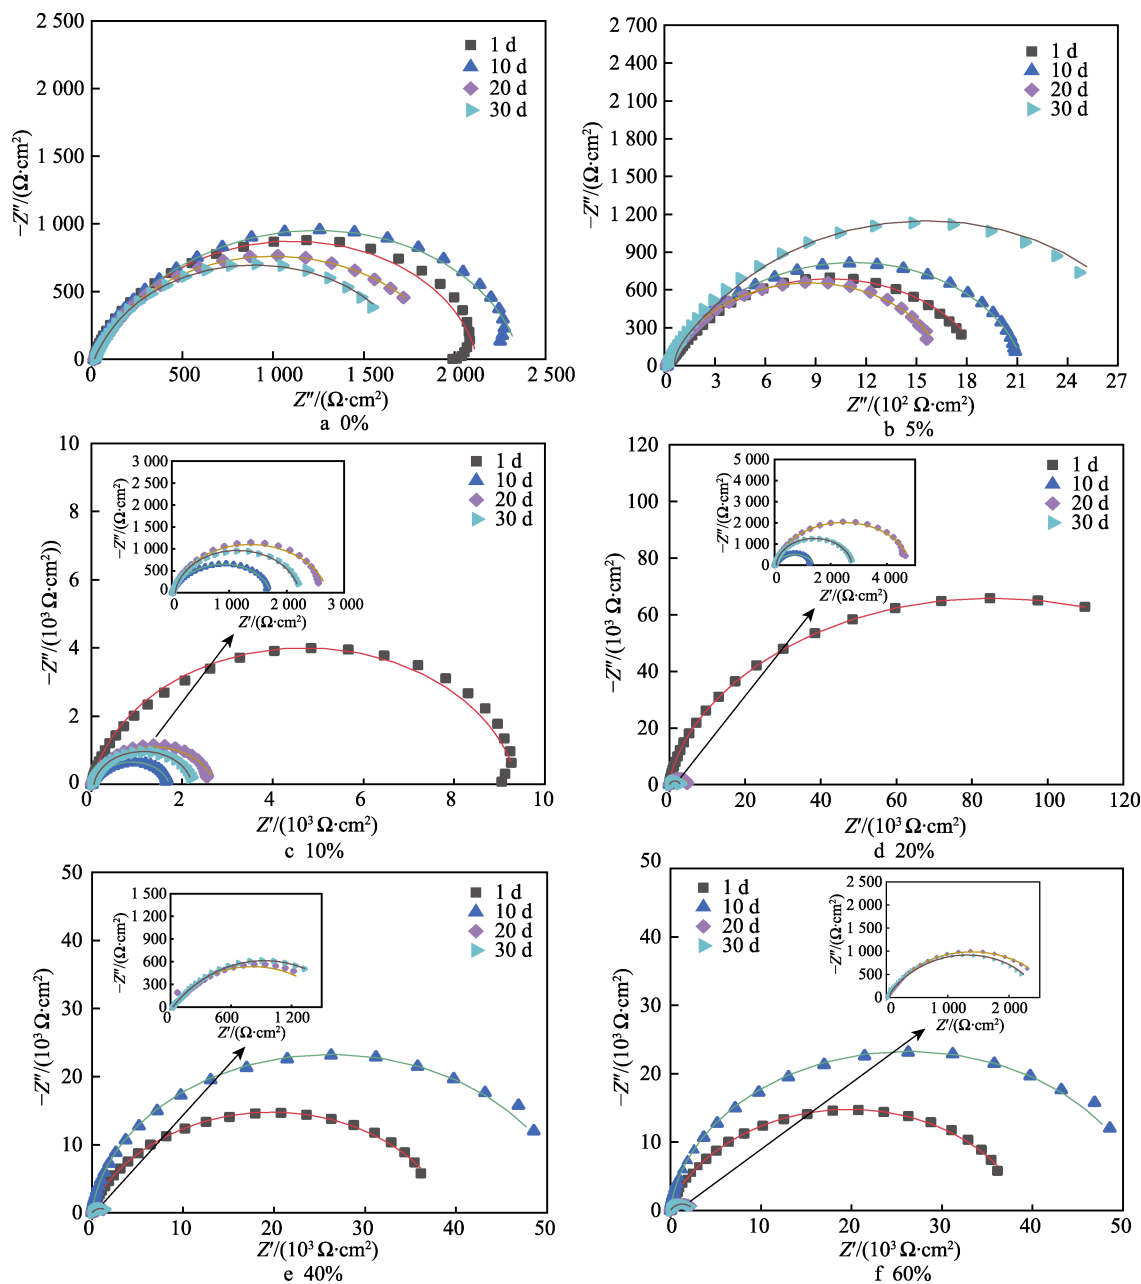 2 500
2 000
1 500
1 000
500
0
−Z″/(Ω·cm²)
1 d
10 d
20 d
30 d
0
500
1 000
1 500
2 000
2 500
Z″/(Ω·cm²)
a 0%
2 700
2 400
2 100
1 800
1 500
1 200
900
600
300
0
−Z″/(Ω·cm²)
1 d
10 d
20 d
30 d
0
3
6
9
12
15
18
21
24
27
Z″/(10² Ω·cm²)
b 5%
10
8
6
4
2
0
−Z″/(10³ Ω·cm²))
3 000
2 500
2 000
1 500
1 000
500
0
−Z″/(Ω·cm²)
0
1 000
2 000
3 000
Z′/(Ω·cm²)
1 d
10 d
20 d
30 d
0
2
4
6
8
10
Z′/(10³ Ω·cm²)
c 10%
120
100
80
60
40
20
0
−Z″/(10³ Ω·cm²)
5 000
4 000
3 000
2 000
1 000
0
−Z″/(Ω·cm²)
0
2 000
4 000
Z′/(Ω·cm²)
1 d
10 d
20 d
30 d
0
20
40
60
80
100
120
Z′/(10³ Ω·cm²)
d 20%
50
40
30
20
10
0
−Z″/(10³ Ω·cm²)
1 500
1 200
900
600
300
0
−Z″/(Ω·cm²)
0
600
1 200
Z′/(Ω·cm²)
1 d
10 d
20 d
30 d
0
10
20
30
40
50
Z′/(10³ Ω·cm²)
e 40%
50
40
30
20
10
0
−Z″/(10³ Ω·cm²)
1 d
10 d
20 d
30 d
2 500
2 000
1 500
1 000
500
0
−Z″/(Ω·cm²)
0
1 000
2 000
Z′/(Ω·cm²)
0
10
20
30
40
50
Z′/(10³ Ω·cm²)
f 60%